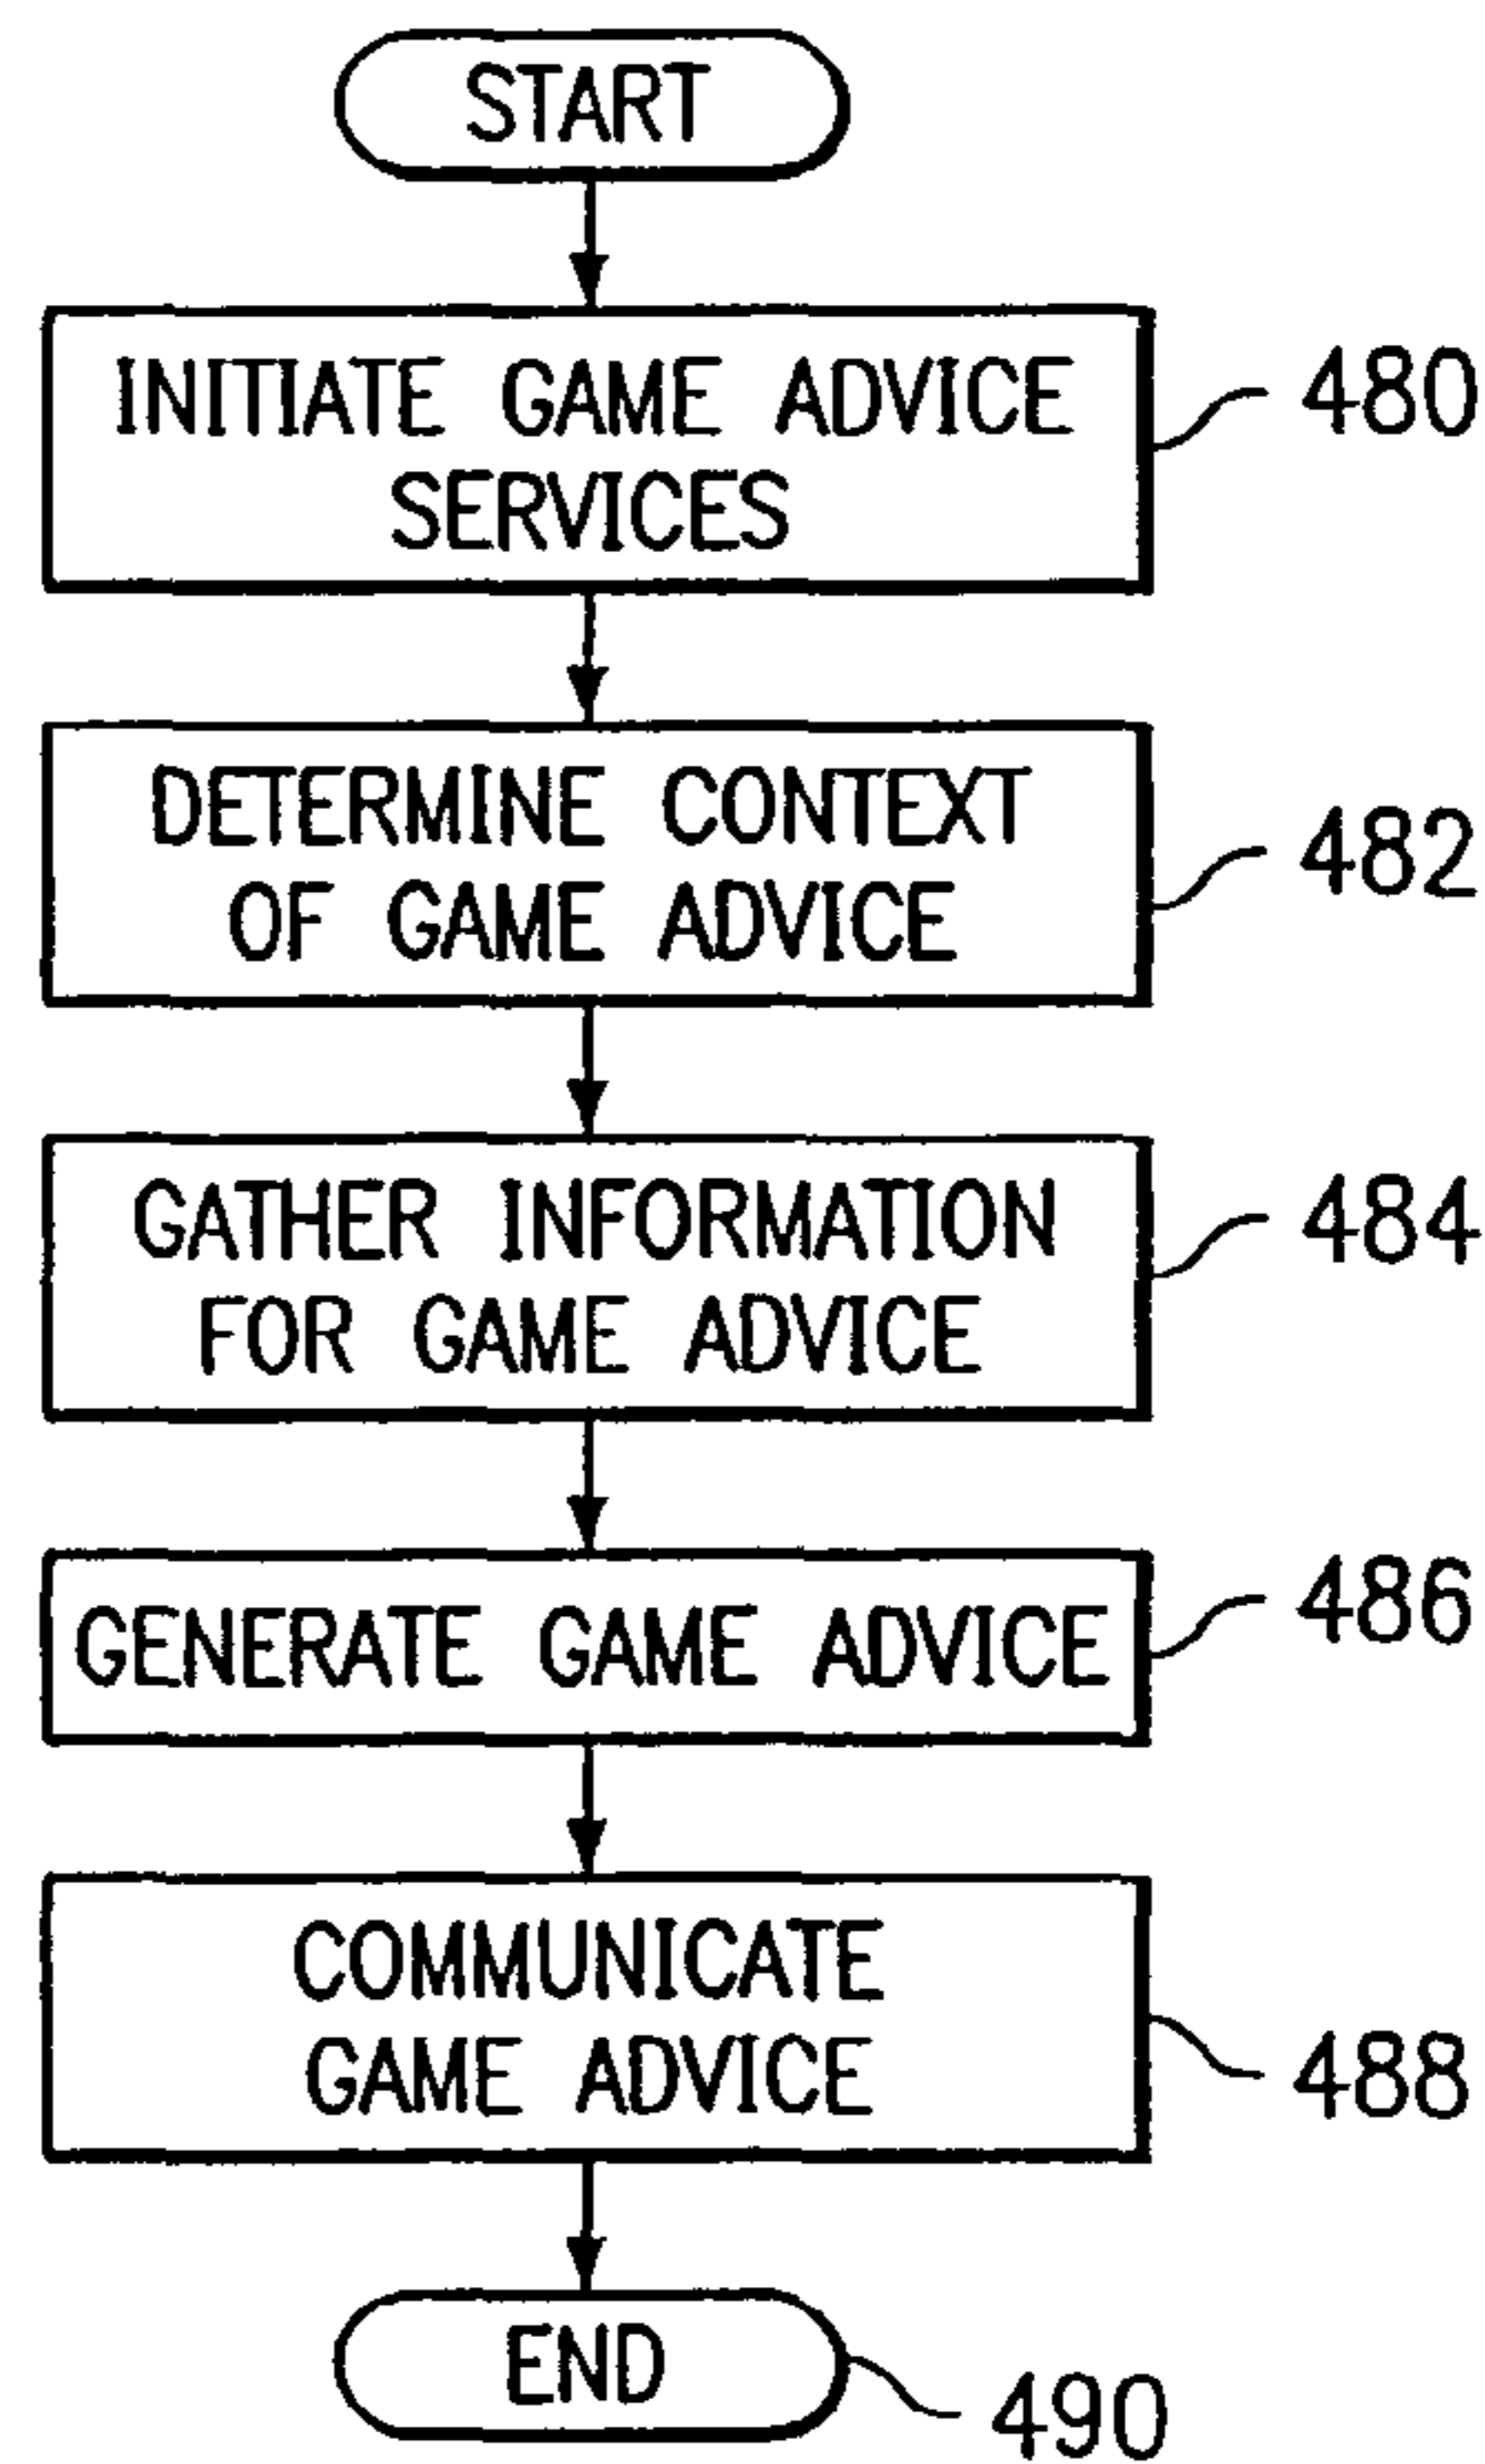 START
INITIATE GAME ADVICE
SERVICES
480
DETERMINE CONTEXT
OF GAME ADVICE
482
GATHER INFORMATION
FOR GAME ADVICE
484
GENERATE GAME ADVICE
486
COMMUNICATE
GAME ADVICE
488
END
490